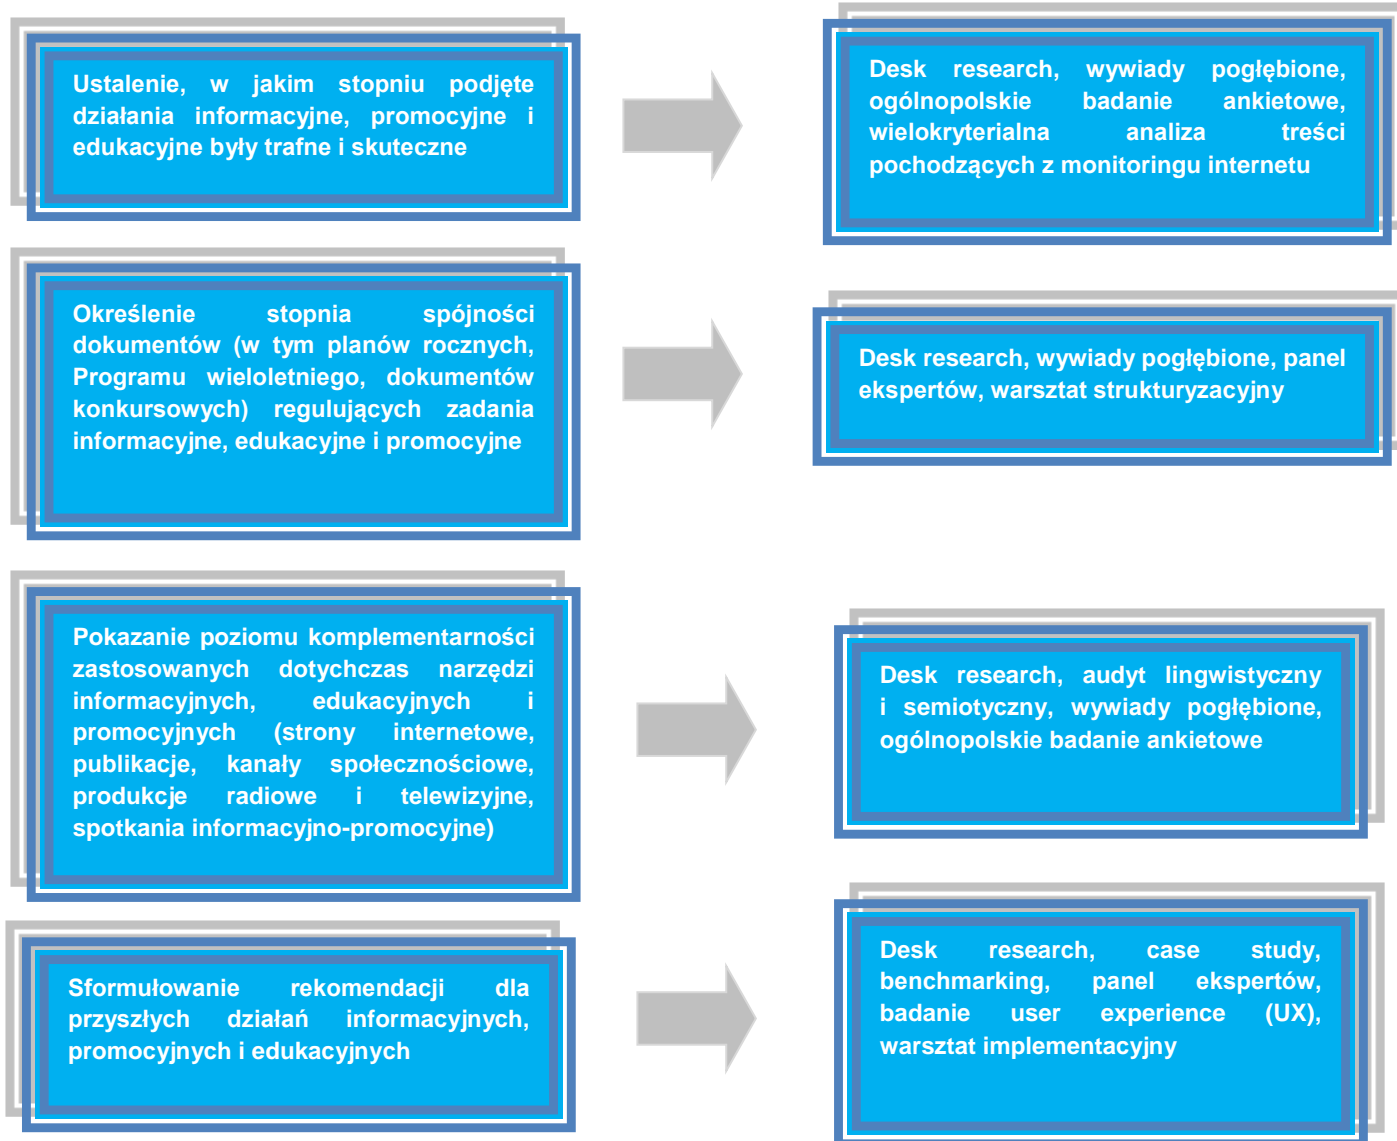 Ustalenie, w jakim stopniu podjęte
działania informacyjne, promocyjne i
edukacyjne były trafne i skuteczne
Desk research, wywiady pogłębione,
ogólnopolskie badanie ankietowe,
wielokryterialna analiza treści
pochodzących z monitoringu internetu
Określenie stopnia spójności
dokumentów (w tym planów rocznych,
Programu wieloletniego, dokumentów
konkursowych) regulujących zadania
informacyjne, edukacyjne i promocyjne
Desk research, wywiady pogłębione, panel
ekspertów, warsztat strukturyzacyjny
Pokazanie poziomu komplementarności
zastosowanych dotychczas narzędzi
informacyjnych, edukacyjnych i
promocyjnych (strony internetowe,
publikacje, kanały społecznościowe,
produkcje radiowe i telewizyjne,
spotkania informacyjno-promocyjne)
Desk research, audyt lingwistyczny
i semiotyczny, wywiady pogłębione,
ogólnopolskie badanie ankietowe
Sformułowanie rekomendacji dla
przyszłych działań informacyjnych,
promocyjnych i edukacyjnych
Desk research, case study,
benchmarking, panel ekspertów,
badanie user experience (UX),
warsztat implementacyjny